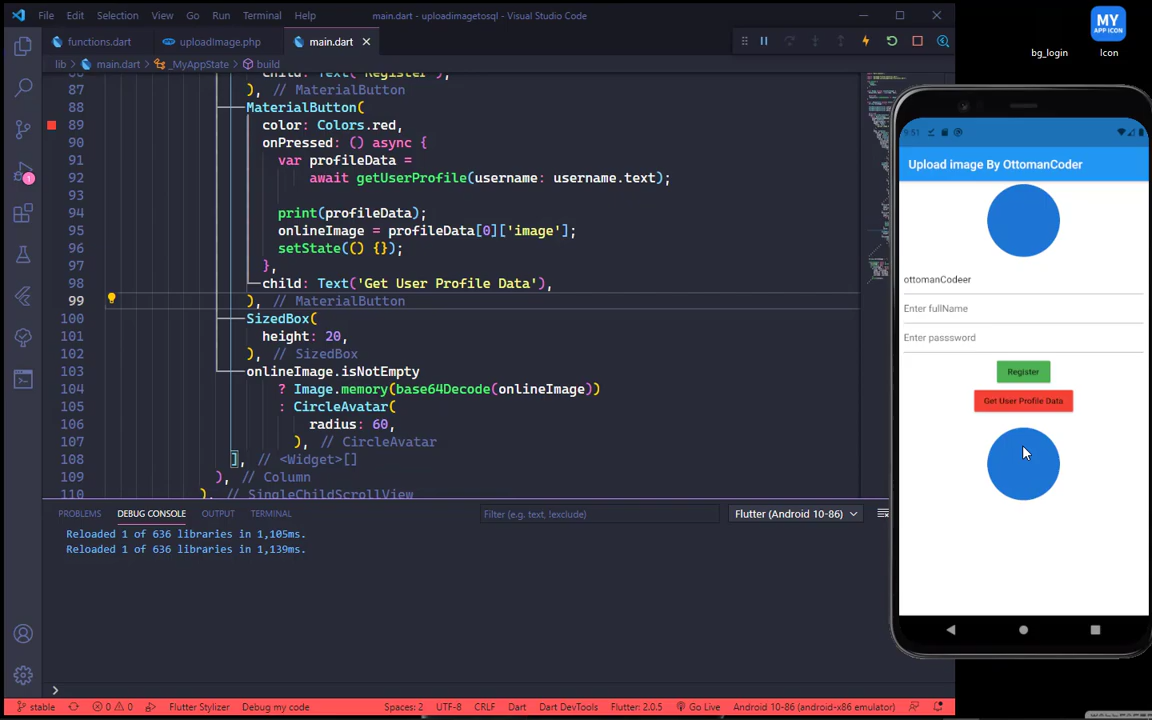 File Edit Selection View Go Run Terminal Help
main.dart - uploadimagetosql - Visual Studio Code
functions.dart uploadImage.php main.dart
lib > main.dart > _MyAppState > build
87 ), // MaterialButton
88 MaterialButton(
89 color: Colors.red,
90 onPressed: () async {
91 var profileData =
92 await getUserProfile(username: username.text);
93
94 print(profileData);
95 onlineImage = profileData[0]['image'];
96 setState(() {});
97 },
98 child: Text('Get User Profile Data'),
99 ), // MaterialButton
100 SizedBox(
101 height: 20,
102 ), // SizedBox
103 onlineImage.isNotEmpty
104 ? Image.memory(base64Decode(onlineImage))
105 : CircleAvatar(
106 radius: 60,
107 ), // CircleAvatar
108 ], // <Widget>[]
109 ), // Column
110 ), // SingleChildScrollView
1
PROBLEMS DEBUG CONSOLE OUTPUT TERMINAL
Filter (e.g. text, !exclude)
Flutter (Android 10-86)
Reloaded 1 of 636 libraries in 1,105ms.
Reloaded 1 of 636 libraries in 1,139ms.
stable 0 0 Flutter Stylizer Debug my code
Spaces: 2 UTF-8 CRLF Dart Dart DevTools Flutter: 2.0.5 Go Live Android 10-86 (android-x86 emulator)
MY
APP ICON
bg_login Icon
9:51
Upload image By OttomanCoder
ottomanCodeer
Enter fullName
Enter passsword
Register
Get User Profile Data